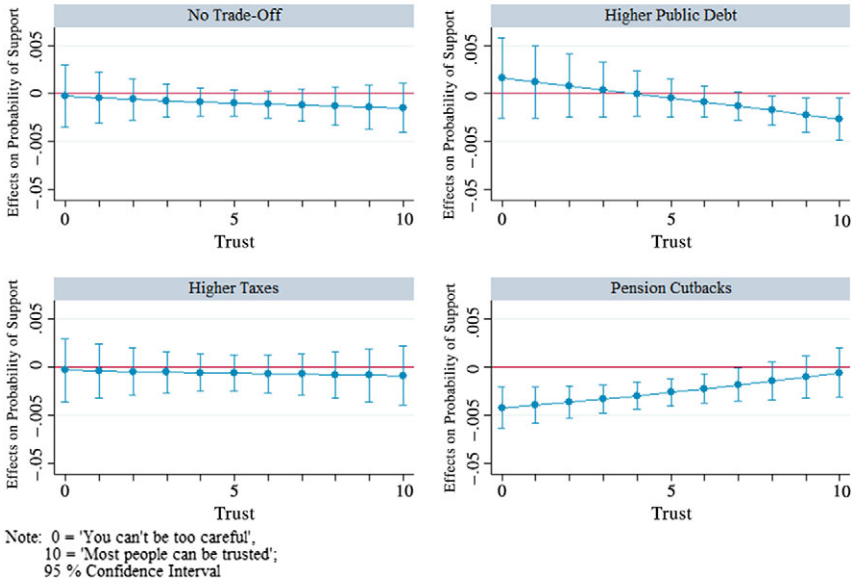 No Trade-Off
Effects on Probability of Support
.005
0
-.005
-.05
0
5
10
Trust
Higher Public Debt
Effects on Probability of Support
.005
0
-.005
-.05
0
5
10
Trust
Higher Taxes
Effects on Probability of Support
.005
0
-.005
-.05
0
5
10
Trust
Pension Cutbacks
Effects on Probability of Support
.005
0
-.005
-.05
0
5
10
Trust
Note: 0 = 'You can't be too careful',
10 = 'Most people can be trusted';
95 % Confidence Interval